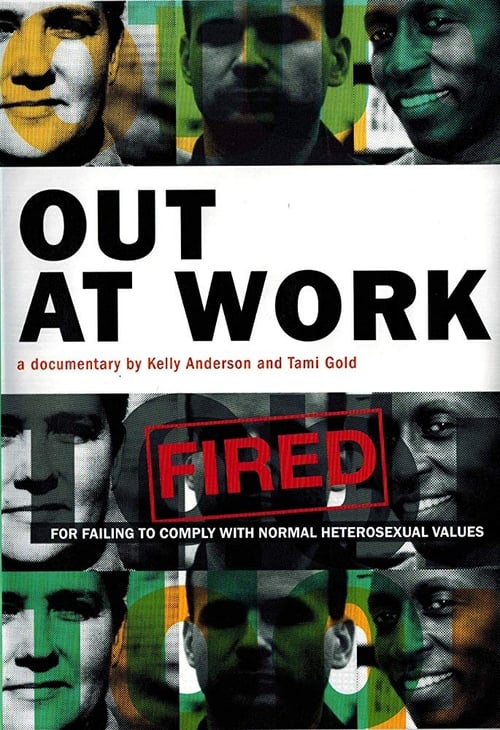 OUT
AT WORK
a documentary by Kelly Anderson and Tami Gold
FIRED
FOR FAILING TO COMPLY WITH NORMAL HETEROSEXUAL VALUES